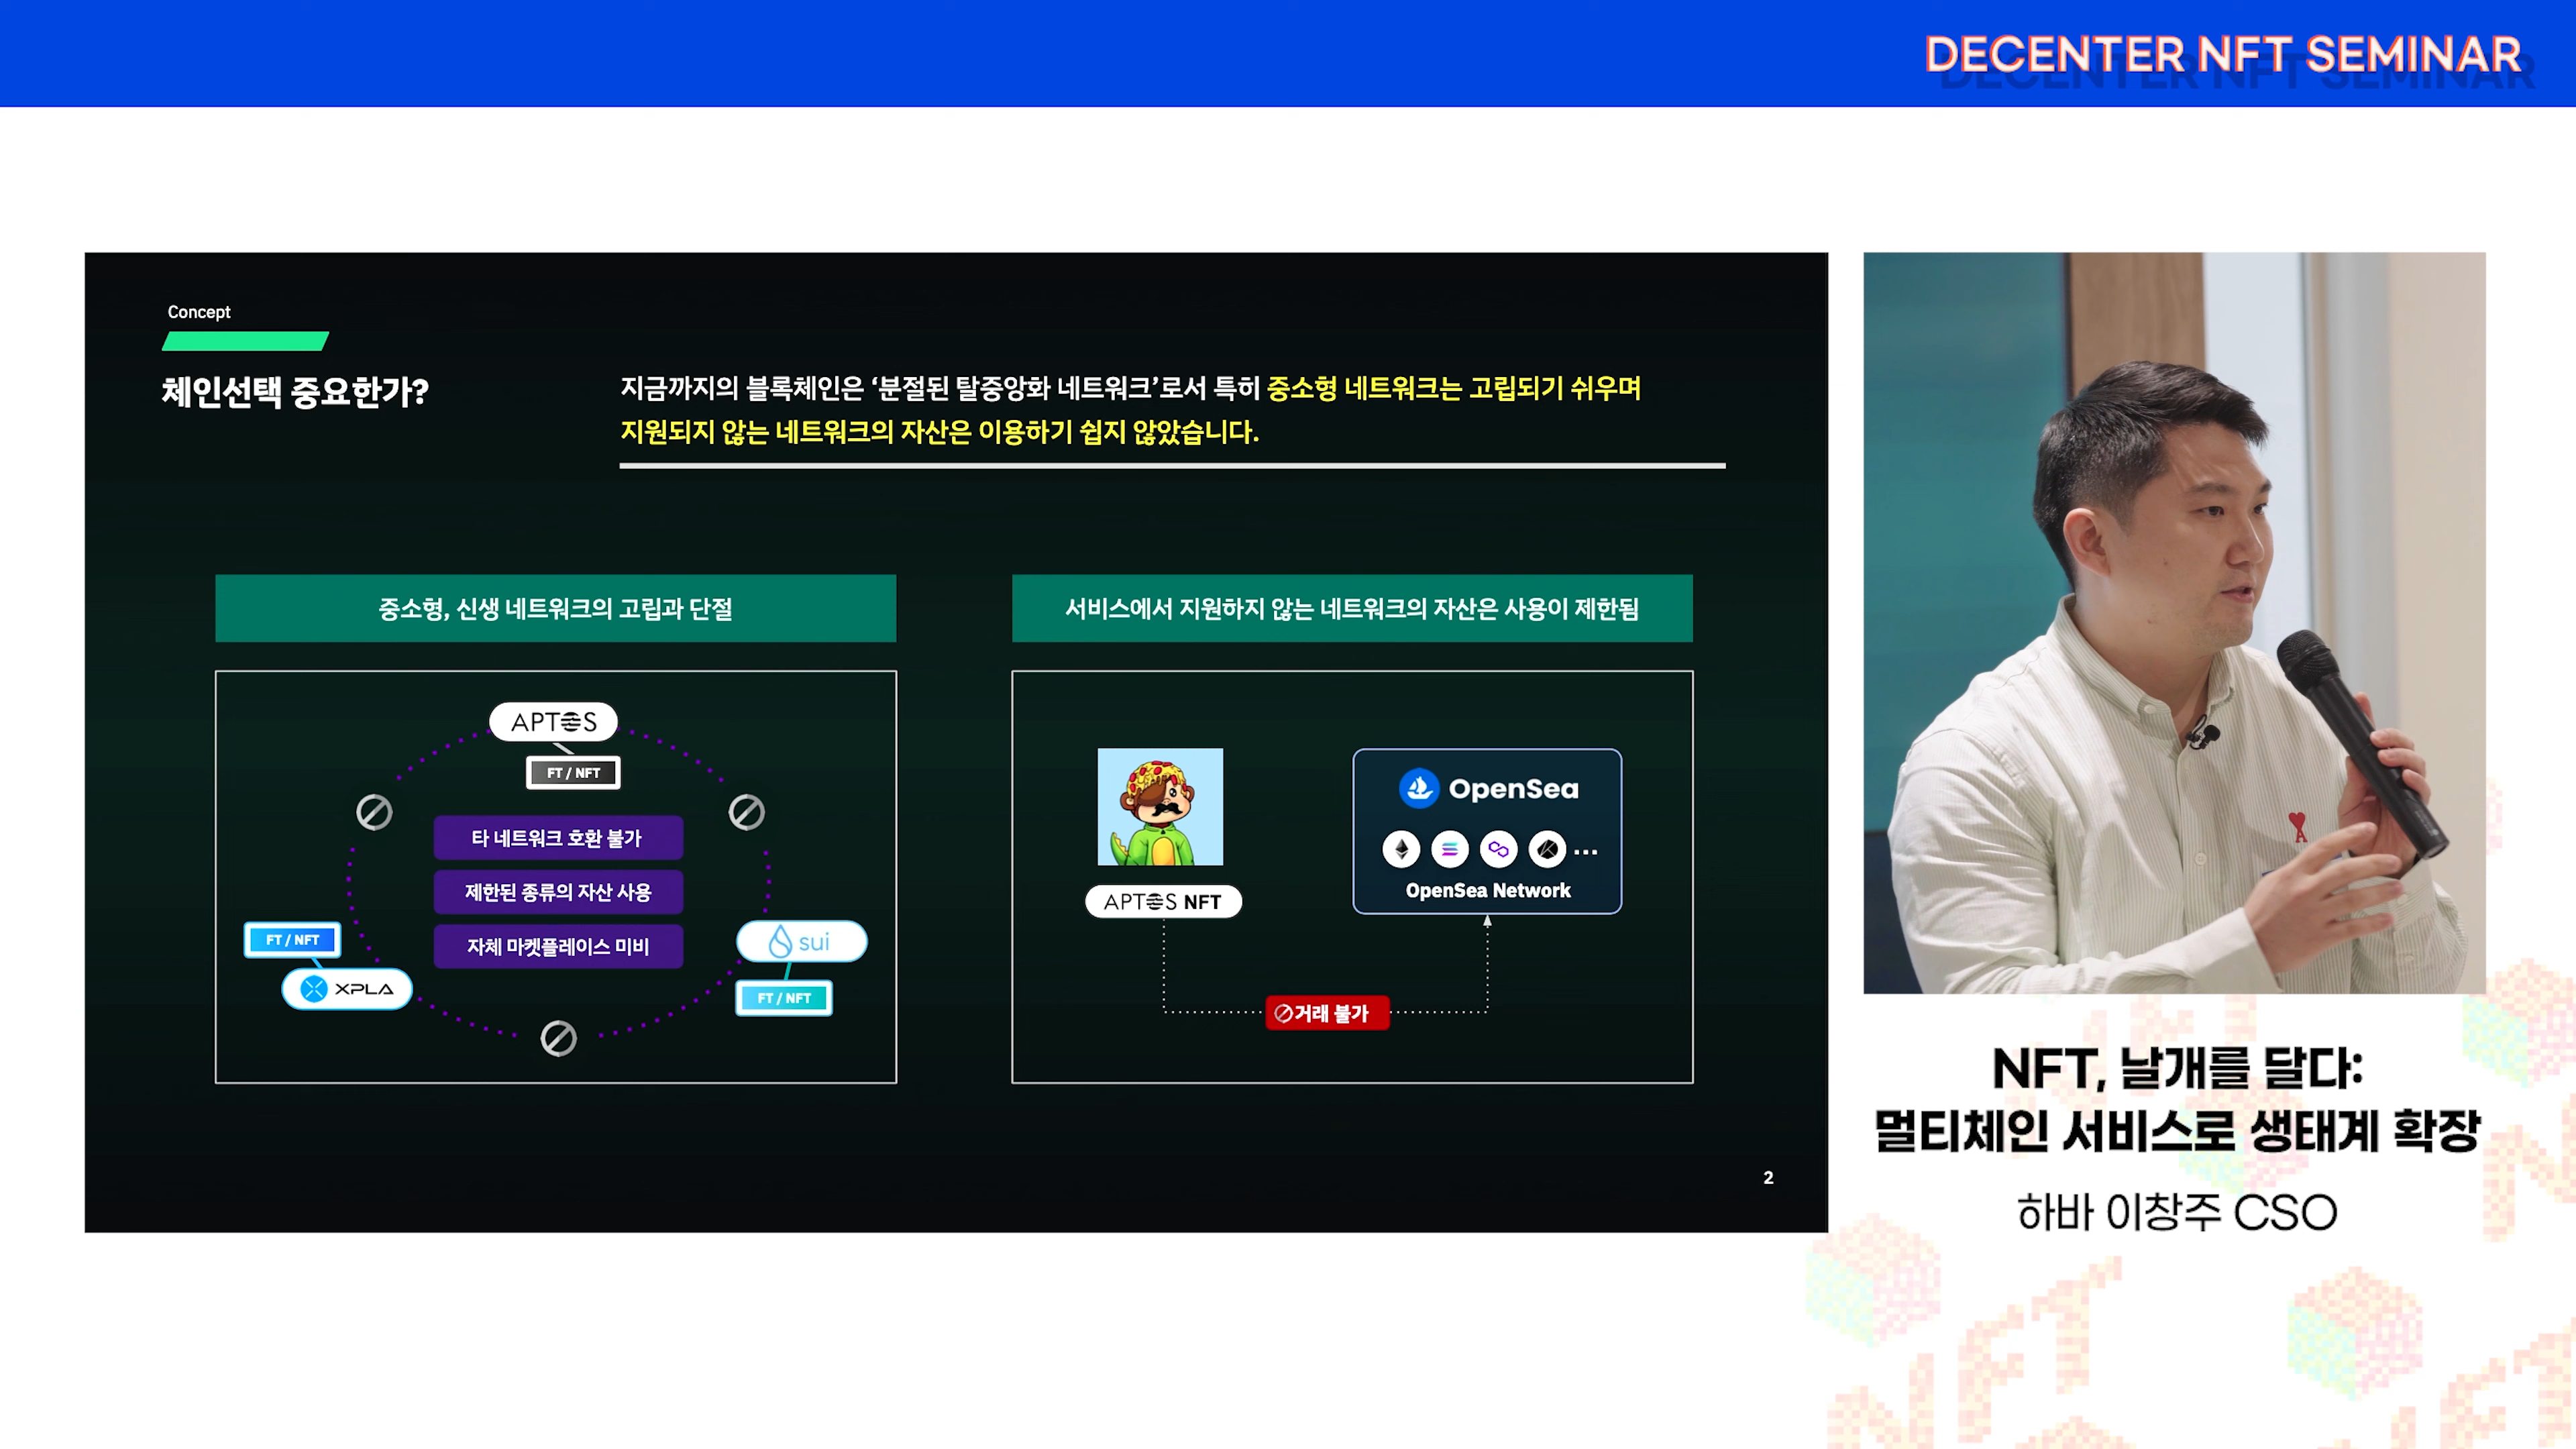 DECENTER NFT SEMINAR
Concept
체인선택 중요한가?
지금까지의 블록체인은 ‘분절된 탈중앙화 네트워크’로서 특히 중소형 네트워크는 고립되기 쉬우며
지원되지 않는 네트워크의 자산은 이용하기 쉽지 않았습니다.
중소형, 신생 네트워크의 고립과 단절
APTOS
FT / NFT
타 네트워크 호환 불가
제한된 종류의 자산 사용
자체 마켓플레이스 미비
FT / NFT
XPLA
sui
FT / NFT
서비스에서 지원하지 않는 네트워크의 자산은 사용이 제한됨
APTOS NFT
OpenSea
...
OpenSea Network
거래 불가
2
NFT, 날개를 달다:
멀티체인 서비스로 생태계 확장
하바 이창주 CSO
NFT
NFT
NFT